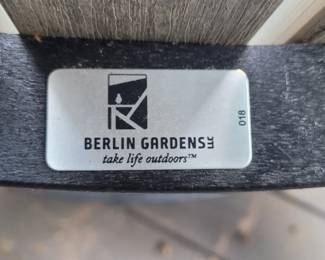 BERLIN GARDENS LLC
take life outdoors™
018